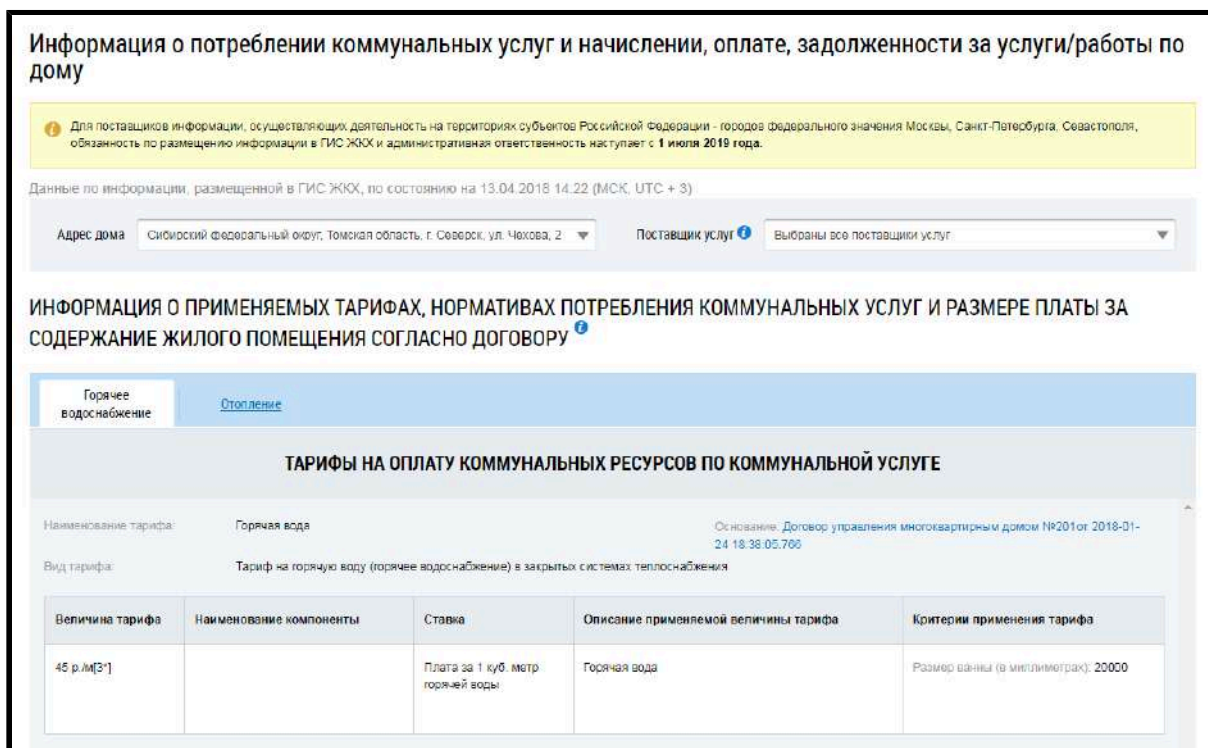 Информация о потреблении коммунальных услуг и начислении, оплате, задолженности за услуги/работы по
дому
Для поставщиков информации, осуществляющих деятельность на территориях субъектов Российской Федерации - городов федерального значения Москвы, Санкт-Петербурга, Севастополя,
обязанность по размещению информации в ГИС ЖКХ и административная ответственность наступает с 1 июля 2019 года.
Данные по информации, размещенной в ГИС ЖКХ, по состоянию на 13.04.2018 14:22 (МСК, UTC + 3)
Адрес дома Сибирский федеральный округ, Томская область, г. Северск, ул. Чехова, 2 Поставщик услуг Выбраны все поставщики услуг
ИНФОРМАЦИЯ О ПРИМЕНЯЕМЫХ ТАРИФАХ, НОРМАТИВАХ ПОТРЕБЛЕНИЯ КОММУНАЛЬНЫХ УСЛУГ И РАЗМЕРЕ ПЛАТЫ ЗА
СОДЕРЖАНИЕ ЖИЛОГО ПОМЕЩЕНИЯ СОГЛАСНО ДОГОВОРУ
Горячее
водоснабжение
Отопление
ТАРИФЫ НА ОПЛАТУ КОММУНАЛЬНЫХ РЕСУРСОВ ПО КОММУНАЛЬНОЙ УСЛУГЕ
Наименование тарифа: Горячая вода Основание: Договор управления многоквартирным домом №201от 2018-01-
24 18:38:05.766
Вид тарифа: Тариф на горячую воду (горячее водоснабжение) в закрытых системах теплоснабжения
Величина тарифа Наименование компоненты Ставка Описание применяемой величины тарифа Критерии применения тарифа
45 р./м[3*] Плата за 1 куб. метр Горячая вода Размер ванны (в миллиметрах): 20000
горячей воды